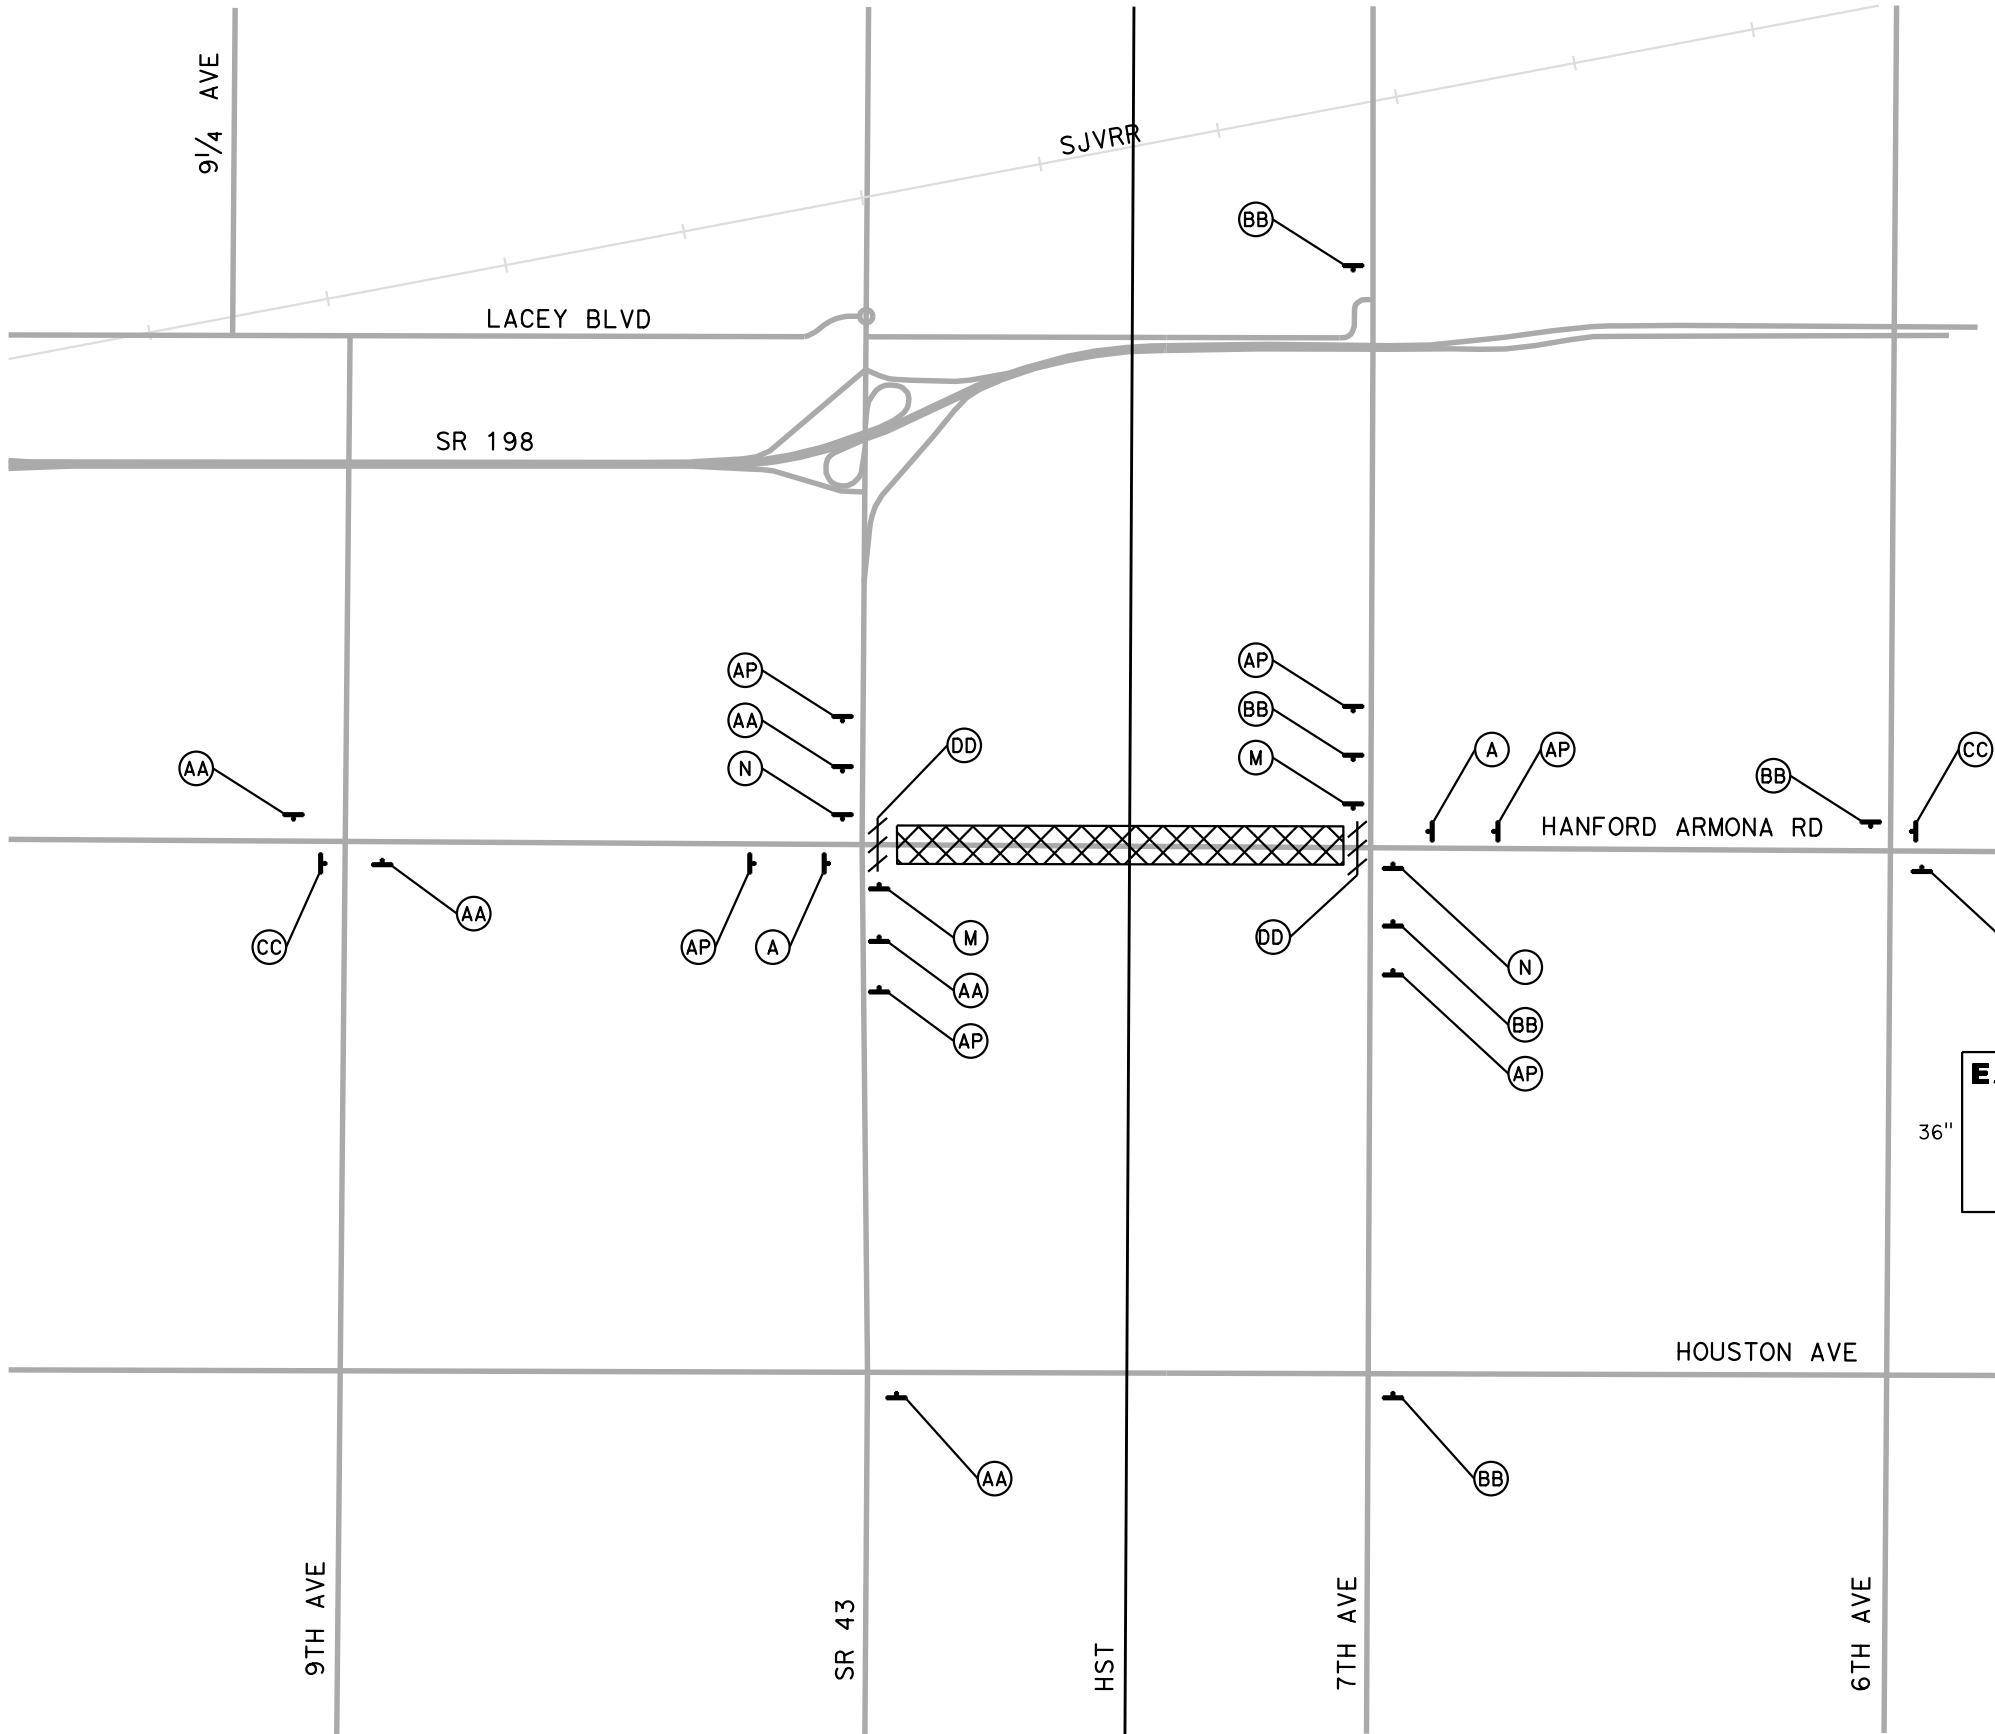 9¼ AVE
SJVRR
BB
LACEY BLVD
SR 198
AP
AP
AA
BB
DD
A
AP
CC
AA
N
M
BB
HANFORD ARMONA RD
AA
CC
AP
A
M
DD
N
AA
BB
AP
AP
E.
36"
HOUSTON AVE
AA
BB
9TH AVE
SR 43
HST
7TH AVE
6TH AVE